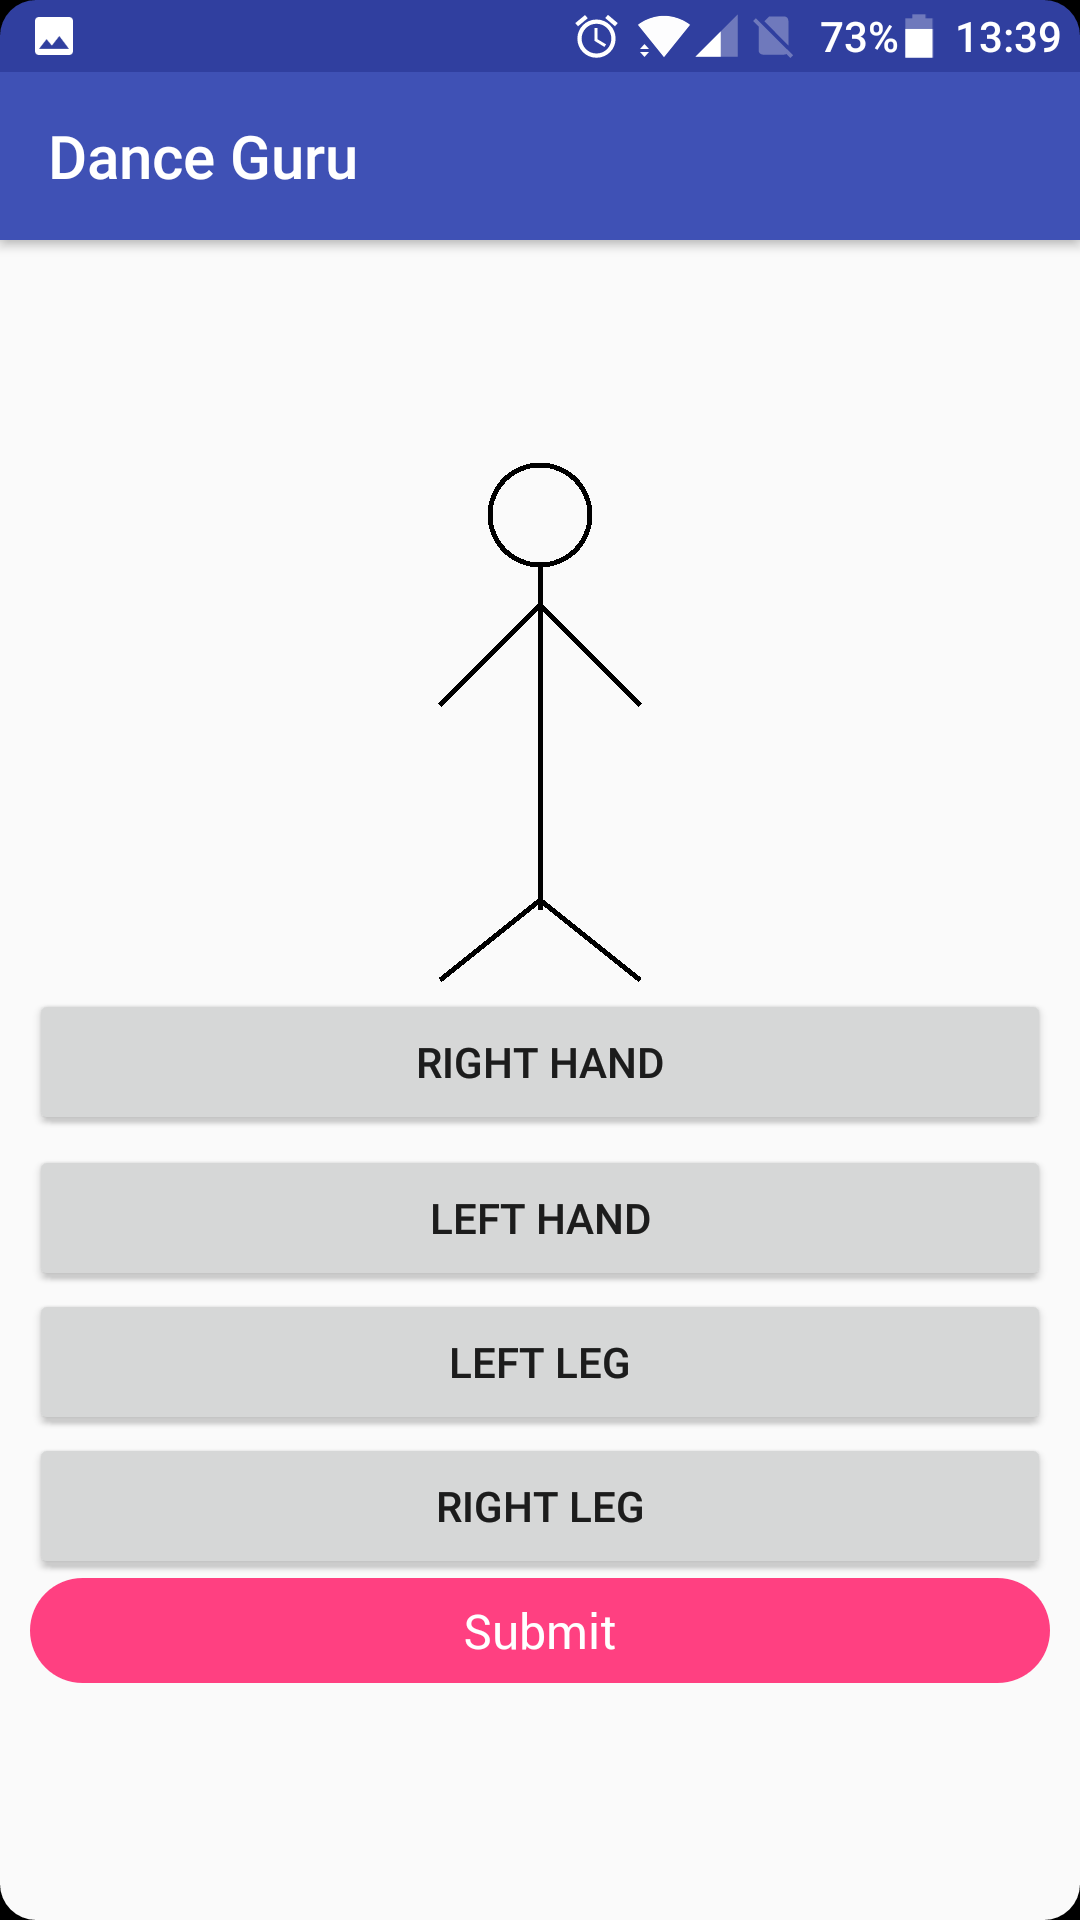 73% 13:39
Dance Guru
RIGHT HAND
LEFT HAND
LEFT LEG
RIGHT LEG
Submit